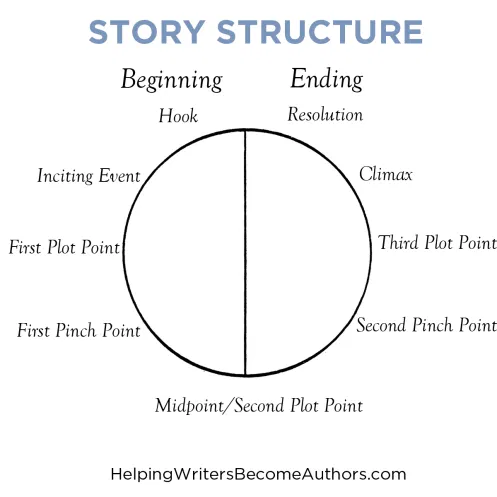 STORY STRUCTURE
Beginning
Ending
Hook
Resolution
Inciting Event
Climax
First Plot Point
Third Plot Point
First Pinch Point
Second Pinch Point
Midpoint/Second Plot Point
HelpingWritersBecomeAuthors.com